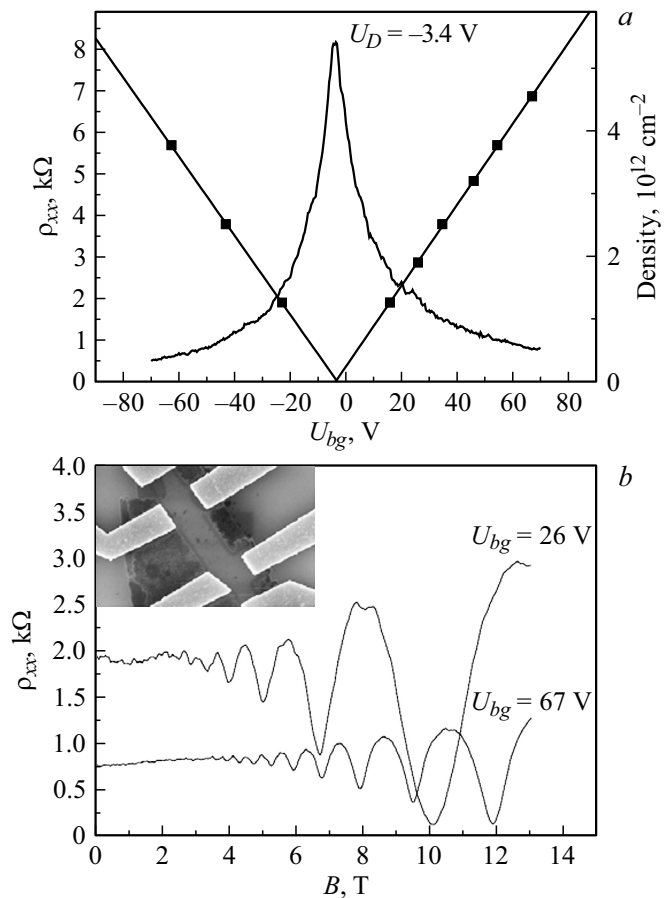 a
U_D = –3.4 V
8
7
6
5
4
3
2
1
0
ρxx, kΩ
4
2
0
Density, 10^12 cm^–2
–80 –60 –40 –20 0 20 40 60 80
U_bg, V
b
4.0
3.5
3.0
2.5
2.0
1.5
1.0
0.5
0
ρxx, kΩ
U_bg = 26 V
U_bg = 67 V
0 2 4 6 8 10 12 14
B, T